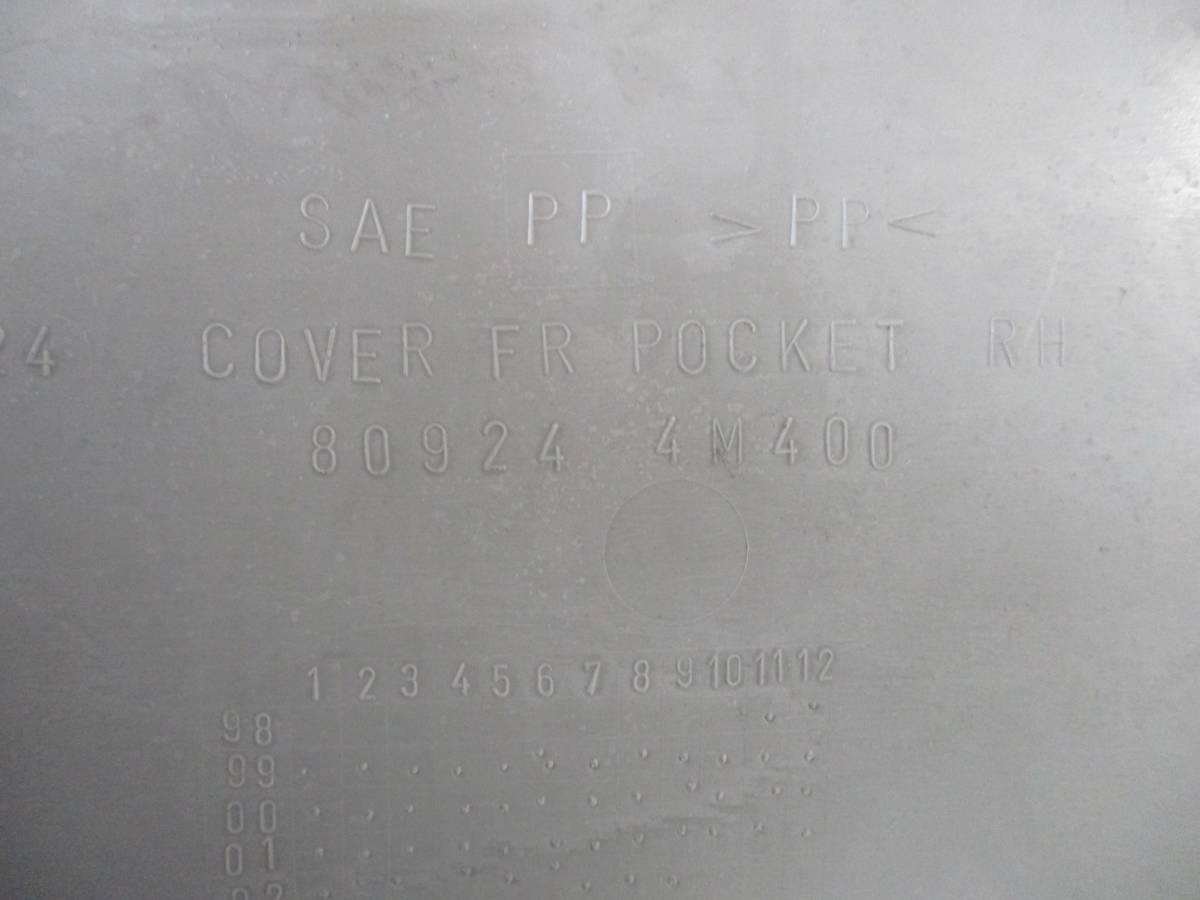 SAE PP >PP<
24 COVER FR POCKET RH
80924 4M400
1 2 3 4 5 6 7 8 9 10 11 12
98
99
00
01